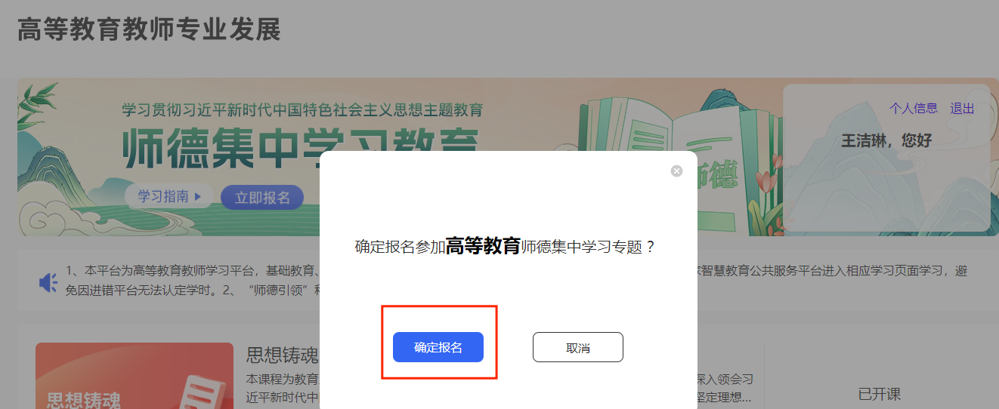 高等教育教师专业发展
学习贯彻习近平新时代中国特色社会主义思想主题教育
师德集中学习教育
学习指南
立即报名
个人信息 退出
王洁琳，您好
师德
确定报名参加高等教育师德集中学习专题？
确定报名
取消
1、本平台为高等教育教师学习平台，基础教育、
家智慧教育公共服务平台进入相应学习页面学习，避
免因进错平台无法认定学时。2、“师德引领”
思想铸魂
思想铸魂
本课程为教育
深入领会习
近平新时代中
坚定理想...
已开课